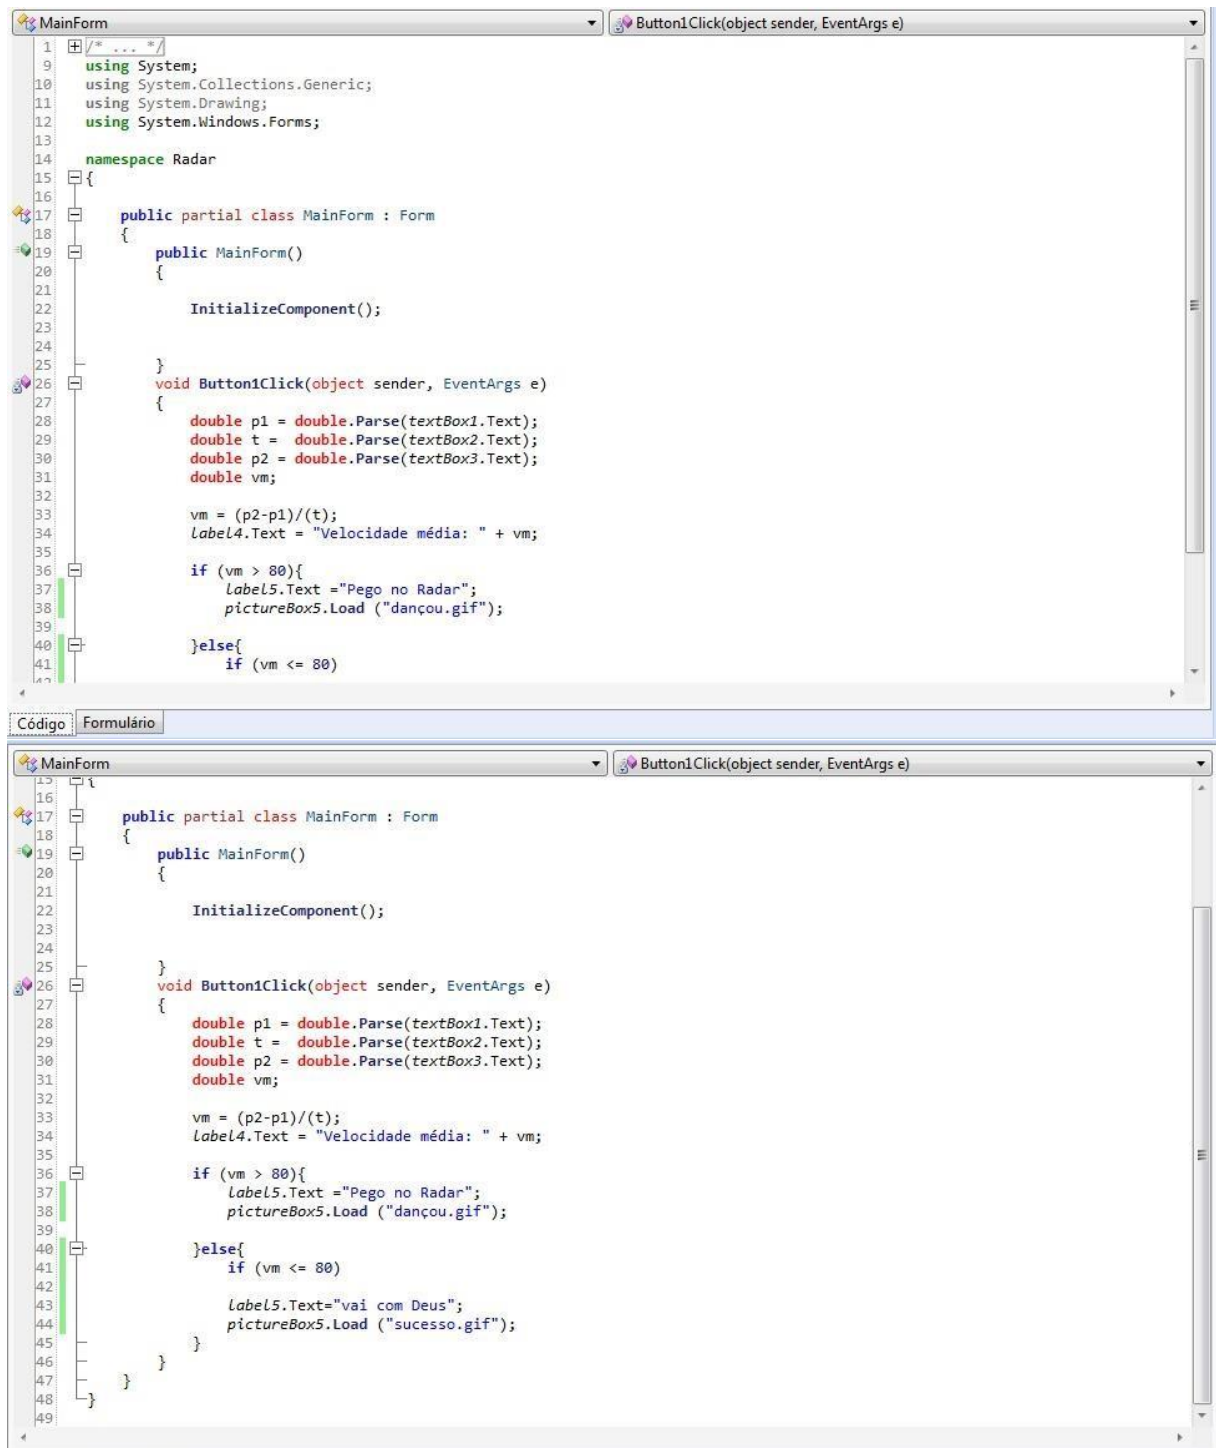 MainForm
Button1Click(object sender, EventArgs e)
1 /* ... */
9 using System;
10 using System.Collections.Generic;
11 using System.Drawing;
12 using System.Windows.Forms;
13
14 namespace Radar
15 {
16
17 public partial class MainForm : Form
18 {
19 public MainForm()
20 {
21
22 InitializeComponent();
23
24
25 }
26 void Button1Click(object sender, EventArgs e)
27 {
28 double p1 = double.Parse(textBox1.Text);
29 double t =  double.Parse(textBox2.Text);
30 double p2 = double.Parse(textBox3.Text);
31 double vm;
32
33 vm = (p2-p1)/(t);
34 label4.Text = "Velocidade média: " + vm;
35
36 if (vm > 80){
37 label5.Text ="Pego no Radar";
38 pictureBox5.Load ("dançou.gif");
39
40 }else{
41 if (vm <= 80)
42
Código Formulário
MainForm
Button1Click(object sender, EventArgs e)
15 {
16
17 public partial class MainForm : Form
18 {
19 public MainForm()
20 {
21
22 InitializeComponent();
23
24
25 }
26 void Button1Click(object sender, EventArgs e)
27 {
28 double p1 = double.Parse(textBox1.Text);
29 double t =  double.Parse(textBox2.Text);
30 double p2 = double.Parse(textBox3.Text);
31 double vm;
32
33 vm = (p2-p1)/(t);
34 label4.Text = "Velocidade média: " + vm;
35
36 if (vm > 80){
37 label5.Text ="Pego no Radar";
38 pictureBox5.Load ("dançou.gif");
39
40 }else{
41 if (vm <= 80)
42
43 label5.Text="vai com Deus";
44 pictureBox5.Load ("sucesso.gif");
45 }
46 }
47 }
48 }
49